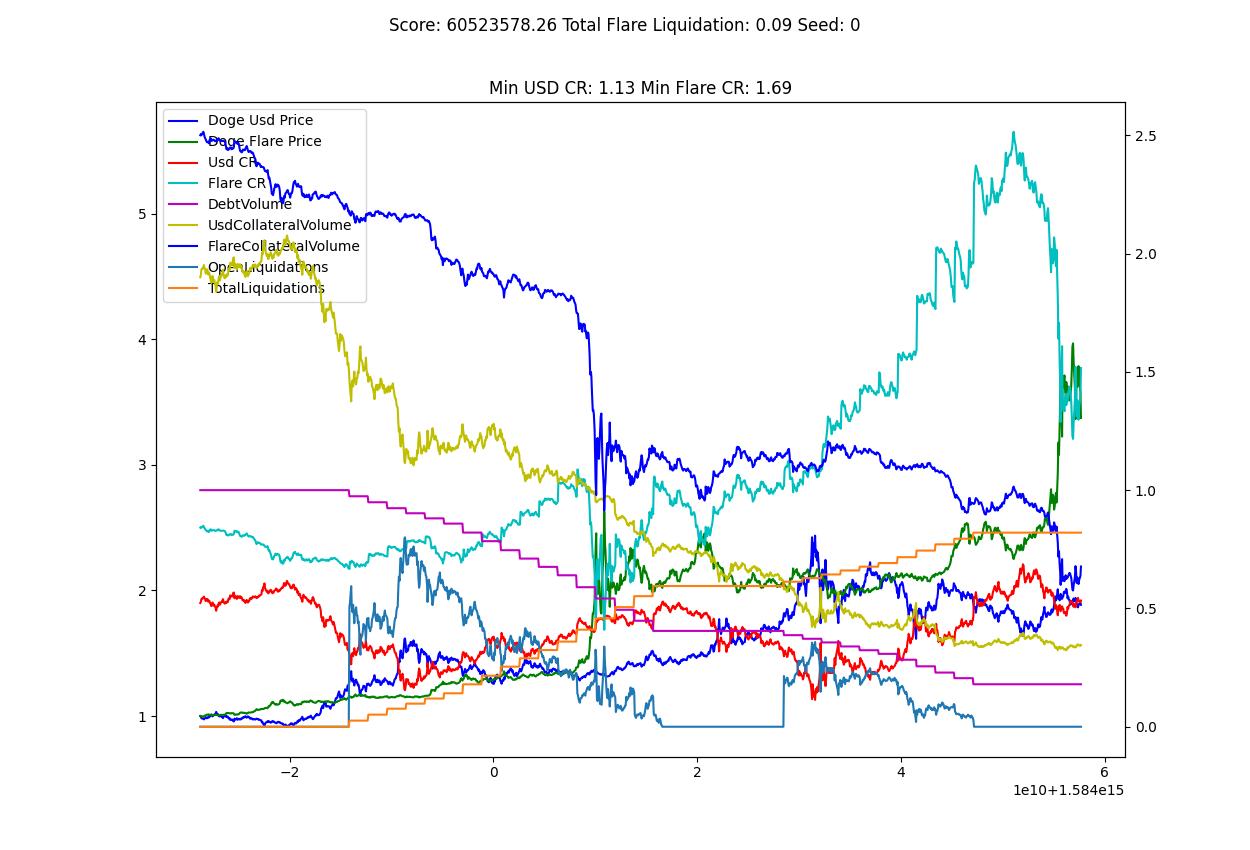 Score: 60523578.26 Total Flare Liquidation: 0.09 Seed: 0
Min USD CR: 1.13 Min Flare CR: 1.69
Doge Usd Price
Doge Flare Price
Usd CR
Flare CR
DebtVolume
UsdCollateralVolume
FlareCollateralVolume
OpenLiquidations
TotalLiquidations
5
4
3
2
1
2.5
2.0
1.5
1.0
0.5
0.0
−2 0 2 4 6
1e10+1.584e15